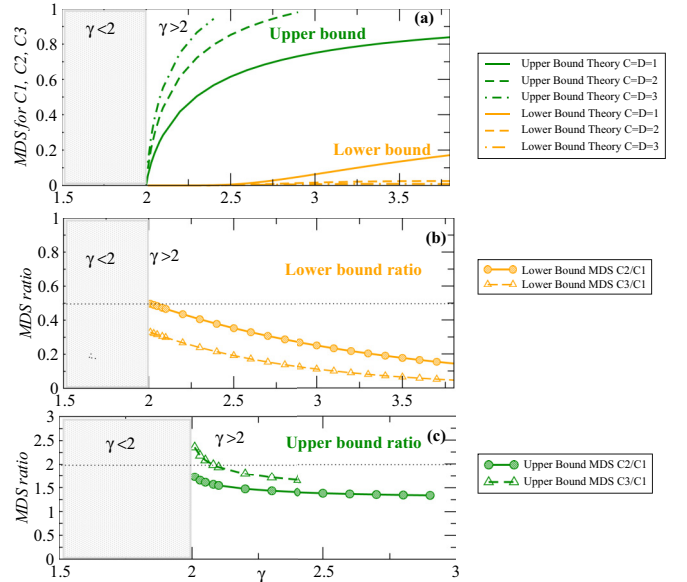 1
0.8
0.6
0.4
0.2
0
MDS for C1, C2, C3
γ<2
γ>2
(a)
Upper bound
Lower bound
1.5
2
2.5
3
3.5
Upper Bound Theory C=D=1
Upper Bound Theory C=D=2
Upper Bound Theory C=D=3
Lower Bound Theory C=D=1
Lower Bound Theory C=D=2
Lower Bound Theory C=D=3
1
0.8
0.6
0.4
0.2
0
MDS ratio
γ<2
γ>2
(b)
Lower bound ratio
1.5
2
2.5
3
3.5
Lower Bound MDS C2/C1
Lower Bound MDS C3/C1
3
2.5
2
1.5
1
0.5
0
MDS ratio
γ<2
γ>2
(c)
Upper bound ratio
1.5
2
2.5
3
γ
Upper Bound MDS C2/C1
Upper Bound MDS C3/C1